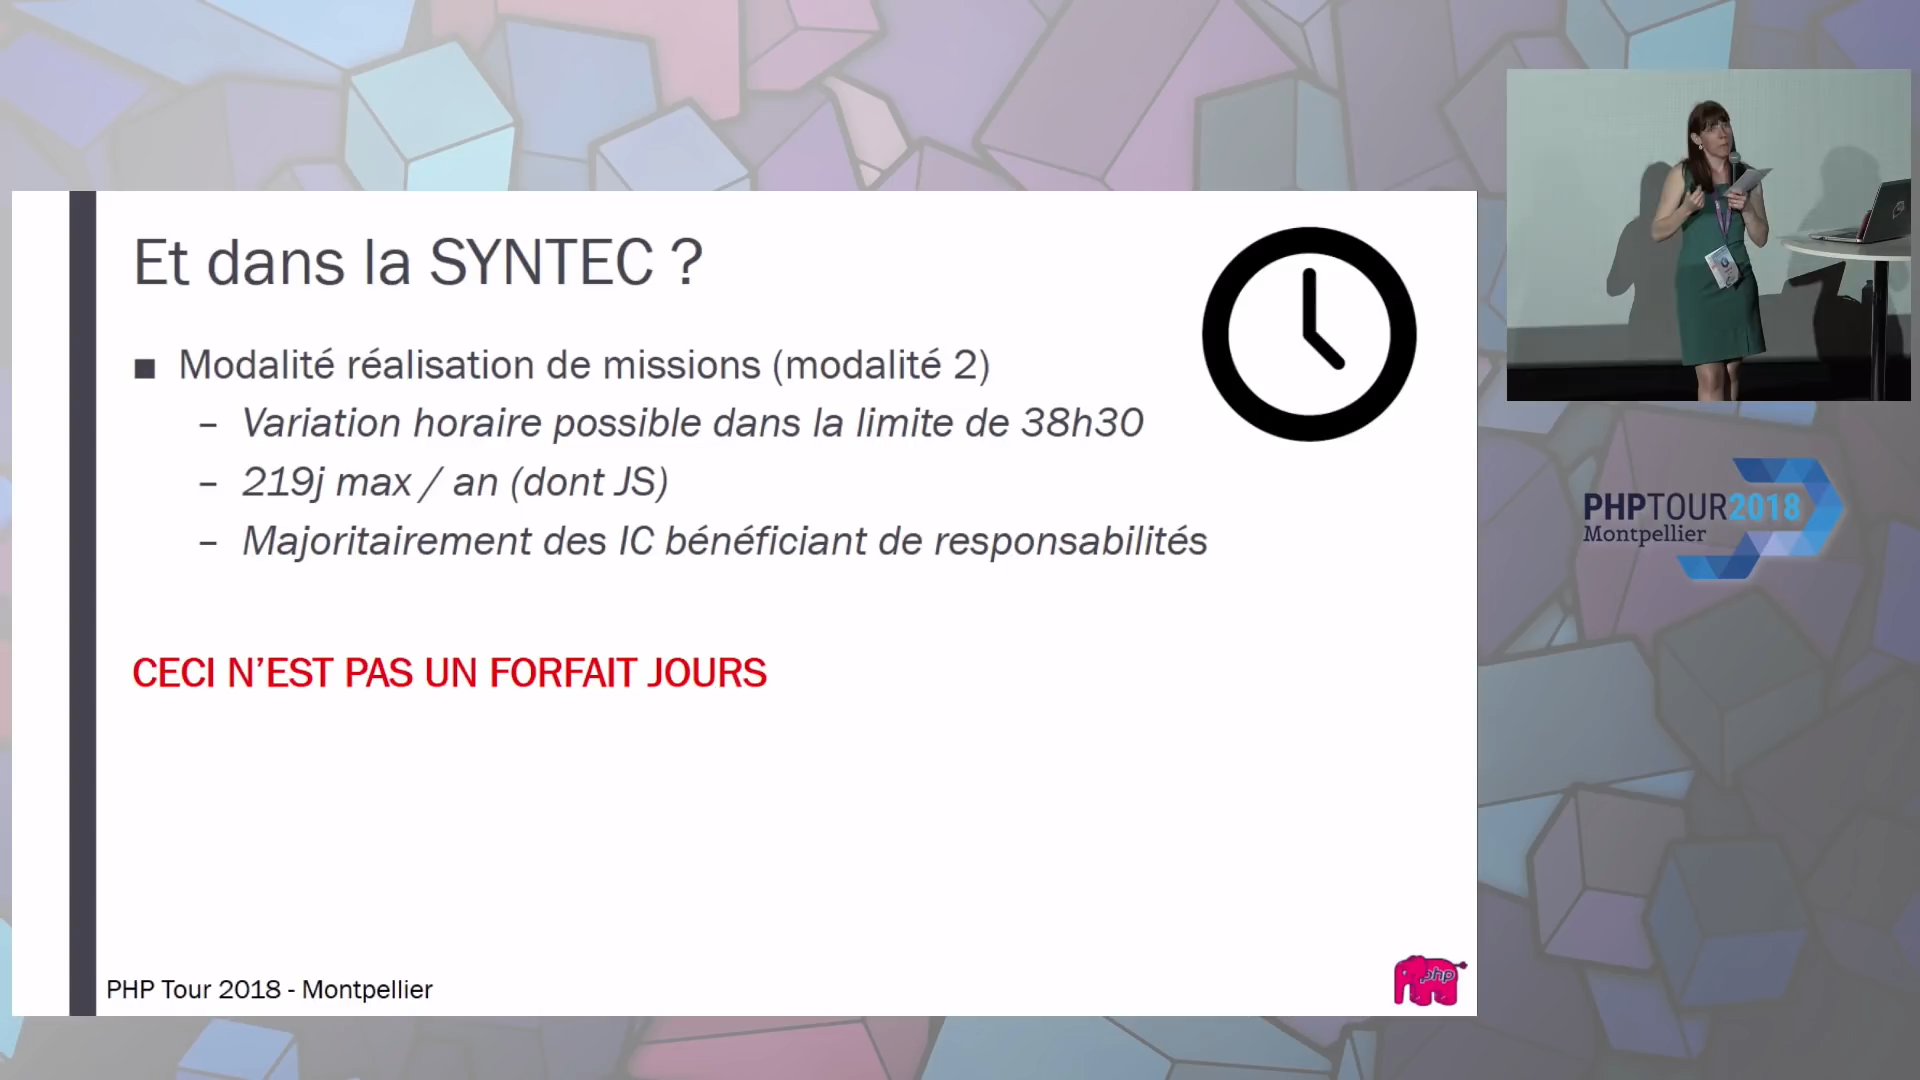 Et dans la SYNTEC ?
■ Modalité réalisation de missions (modalité 2)
– Variation horaire possible dans la limite de 38h30
– 219j max / an (dont JS)
– Majoritairement des IC bénéficiant de responsabilités
CECI N'EST PAS UN FORFAIT JOURS
PHP Tour 2018 - Montpellier
php
PHPTOUR2018
Montpellier